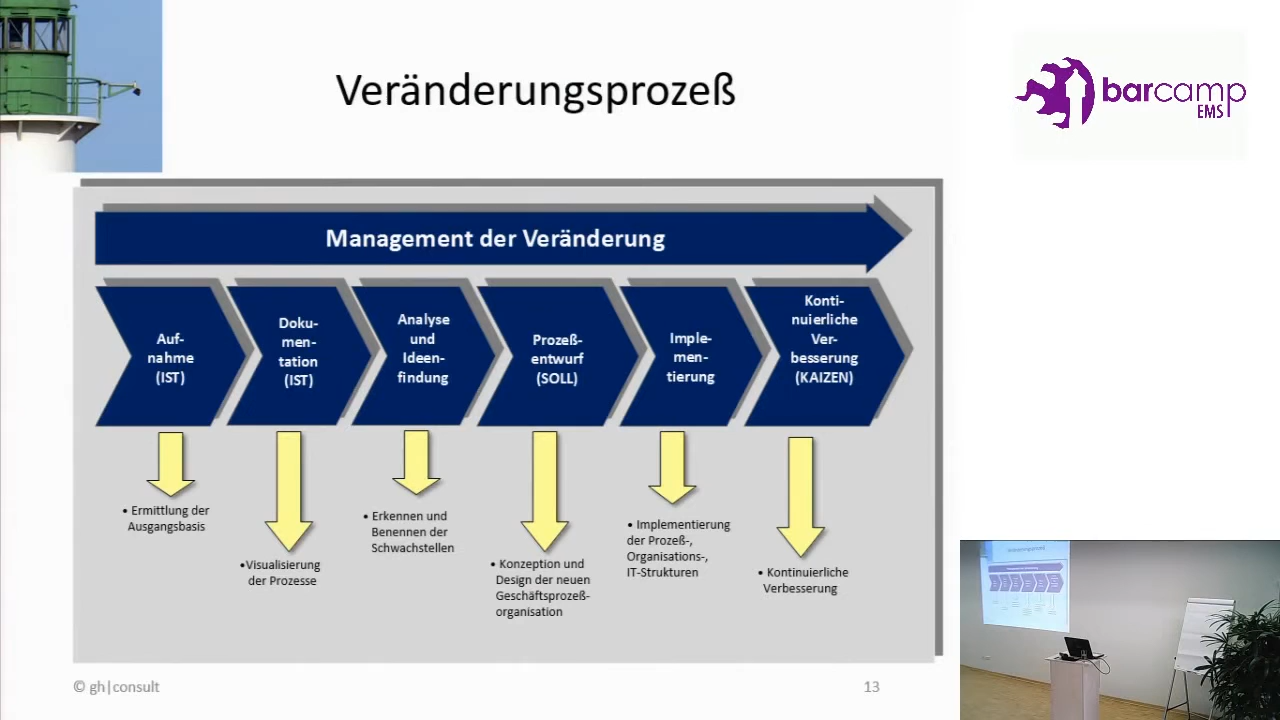 Veränderungsprozeß
barcamp
EMS
Management der Veränderung
Auf-
nahme
(IST)
Doku-
men-
tation
(IST)
Analyse
und
Ideen-
findung
Prozeß-
entwurf
(SOLL)
Imple-
men-
tierung
Konti-
nuierliche
Ver-
besserung
(KAIZEN)
• Ermittlung der
Ausgangsbasis
•Visualisierung
der Prozesse
• Erkennen und
Benennen der
Schwachstellen
• Konzeption und
Design der neuen
Geschäftsprozeß-
organisation
• Implementierung
der Prozeß-,
Organisations-,
IT-Strukturen
• Kontinuierliche
Verbesserung
© gh|consult
13